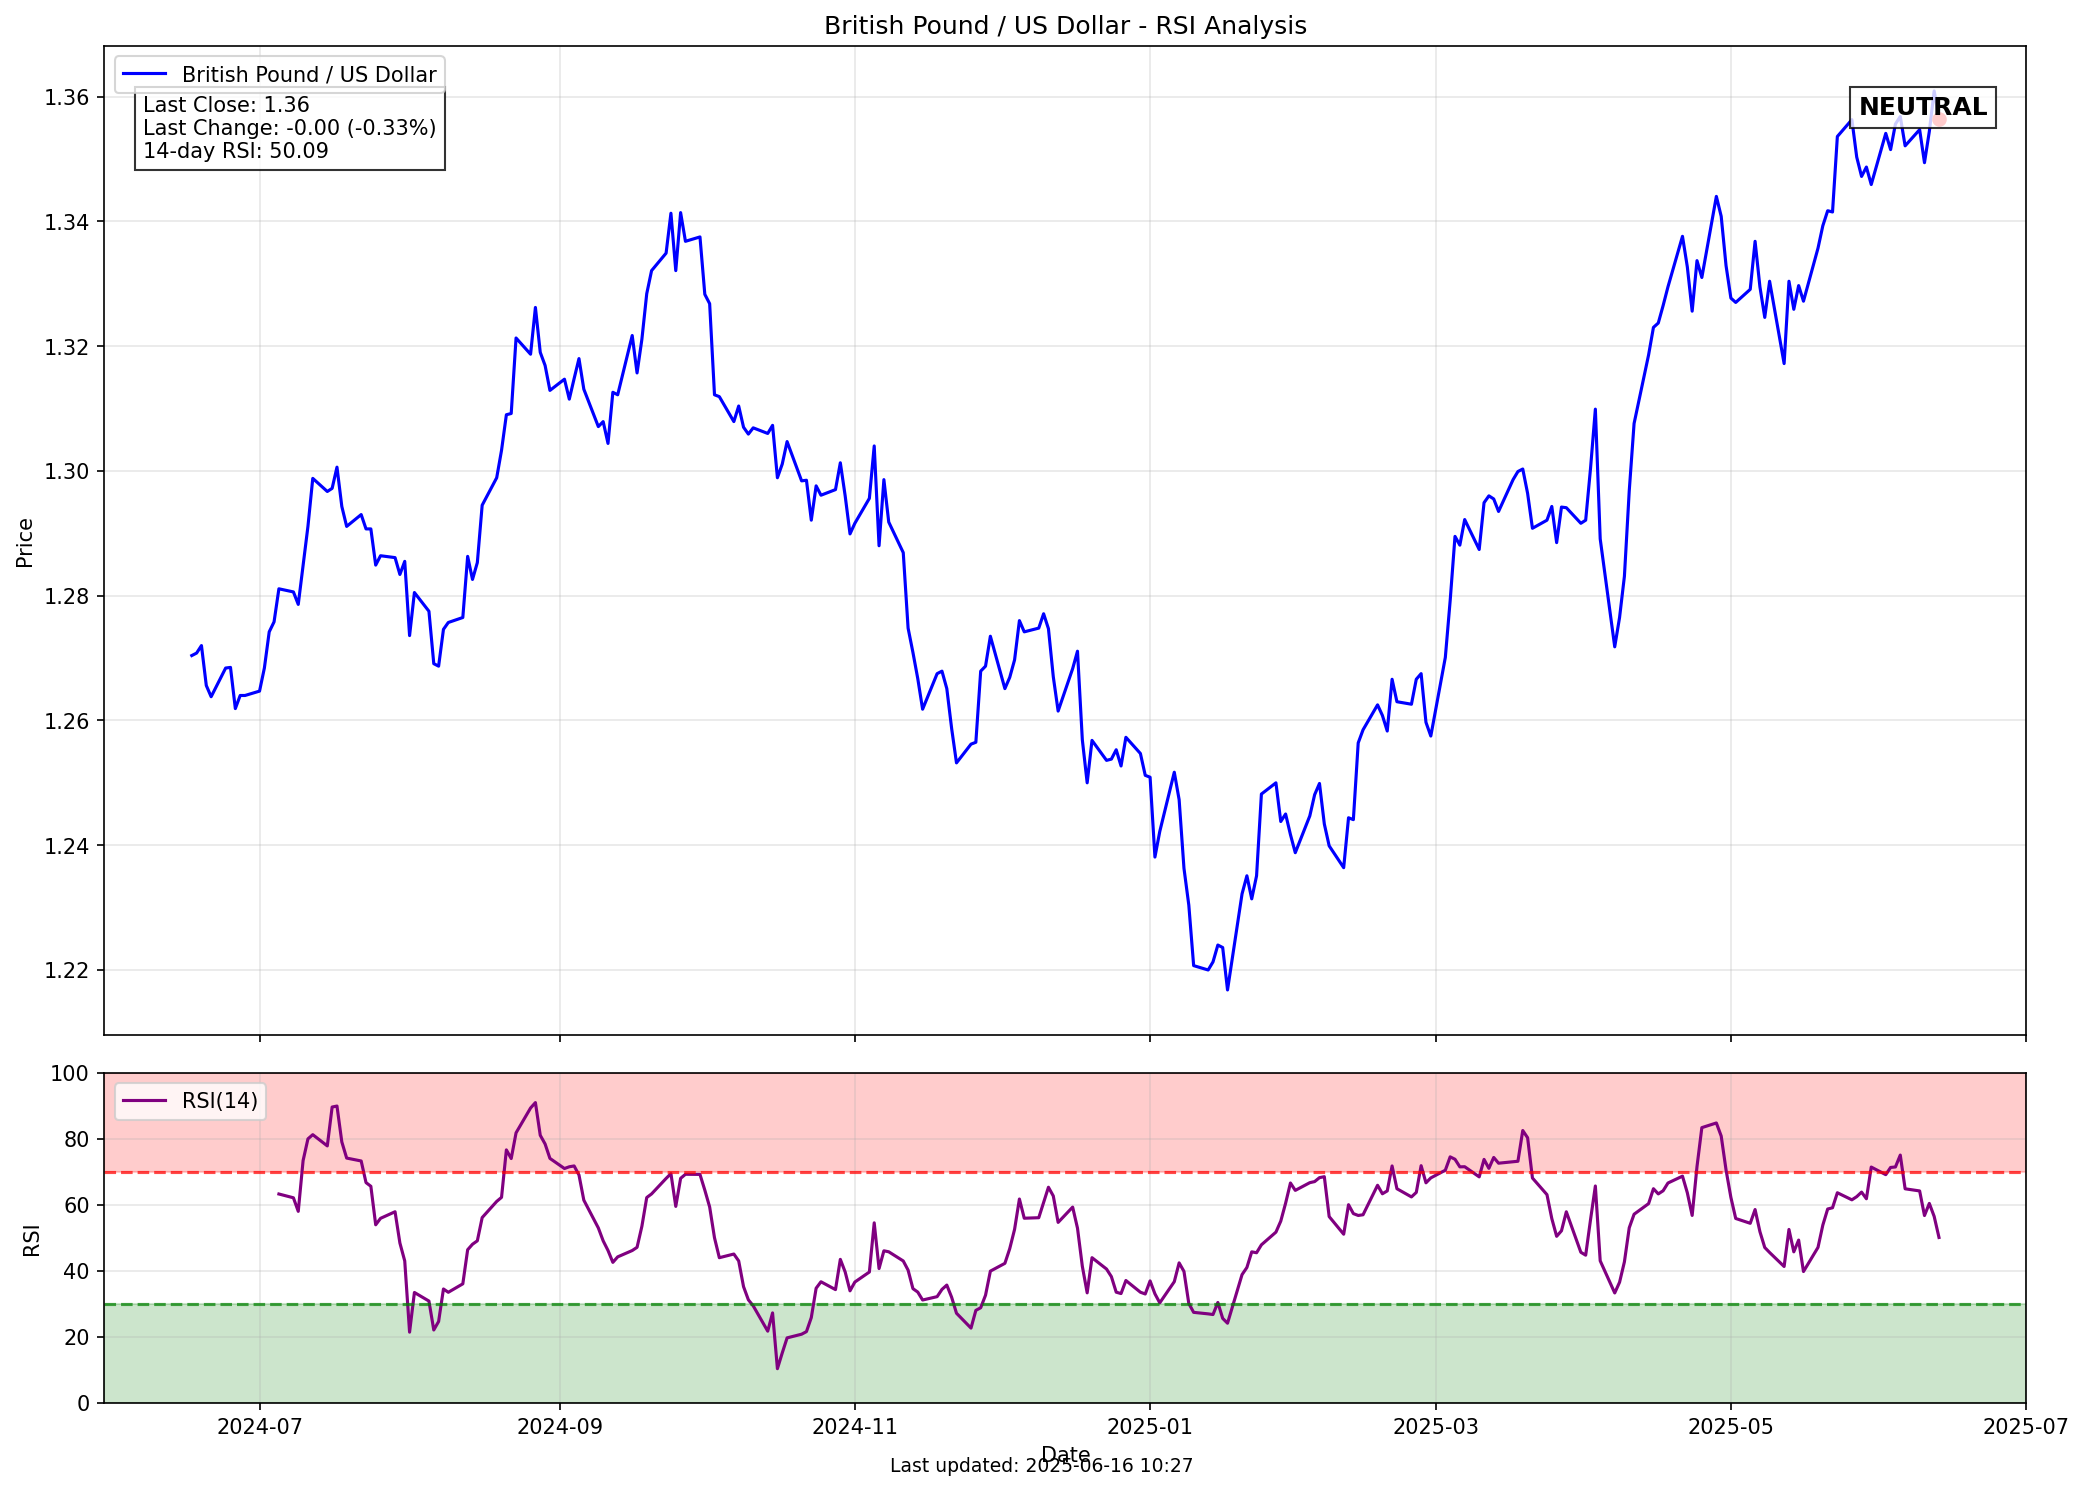 British Pound / US Dollar - RSI Analysis
British Pound / US Dollar
Last Close: 1.36
Last Change: -0.00 (-0.33%)
14-day RSI: 50.09
NEUTRAL
Price
1.36
1.34
1.32
1.30
1.28
1.26
1.24
1.22
RSI(14)
RSI
100
80
60
40
20
0
2024-07
2024-09
2024-11
2025-01
2025-03
2025-05
2025-07
Date
Last updated: 2025-06-16 10:27